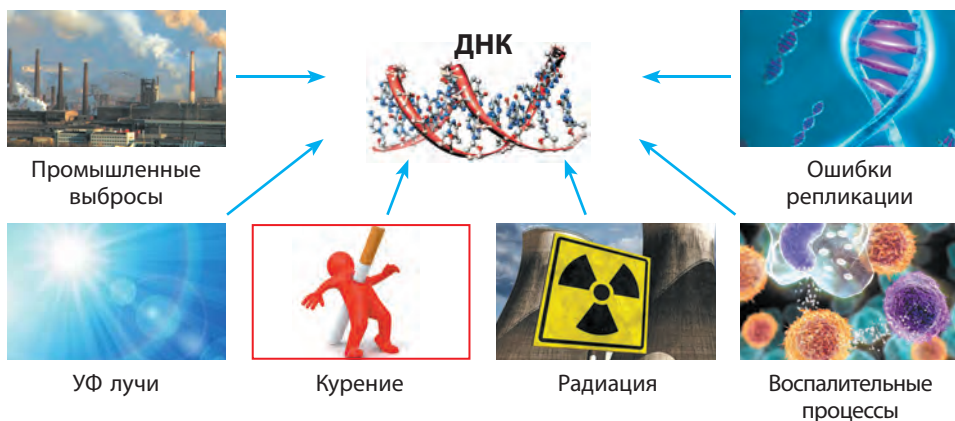 ДНК
Промышленные
выбросы
Ошибки
репликации
УФ лучи
Курение
Радиация
Воспалительные
процессы